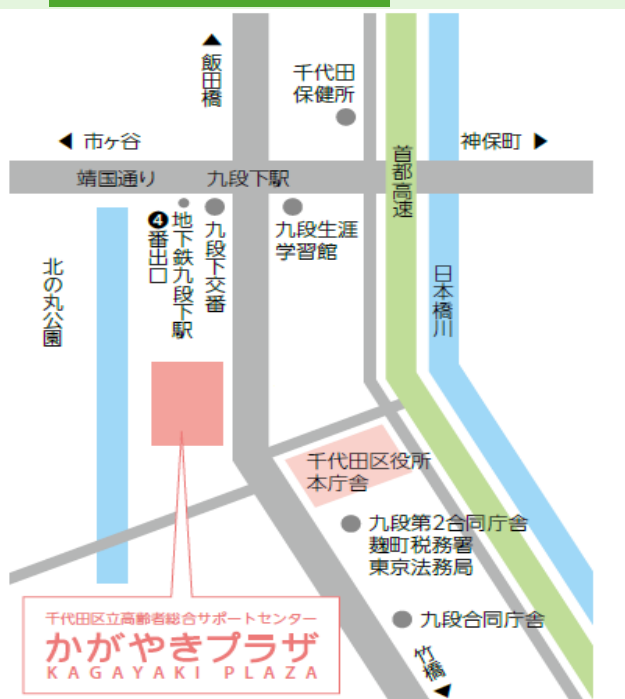 ▲
飯田橋
千代田
保健所
◀ 市ヶ谷
神保町 ▶
靖国通り
九段下駅
首都高速
❹番出口
地下鉄九段下駅
九段下交番
九段生涯
学習館
北の丸公園
日本橋川
千代田区役所
本庁舎
九段第2合同庁舎
麹町税務署
東京法務局
九段合同庁舎
竹橋
▼
千代田区立高齢者総合サポートセンター
かがやきプラザ
KAGAYAKI PLAZA